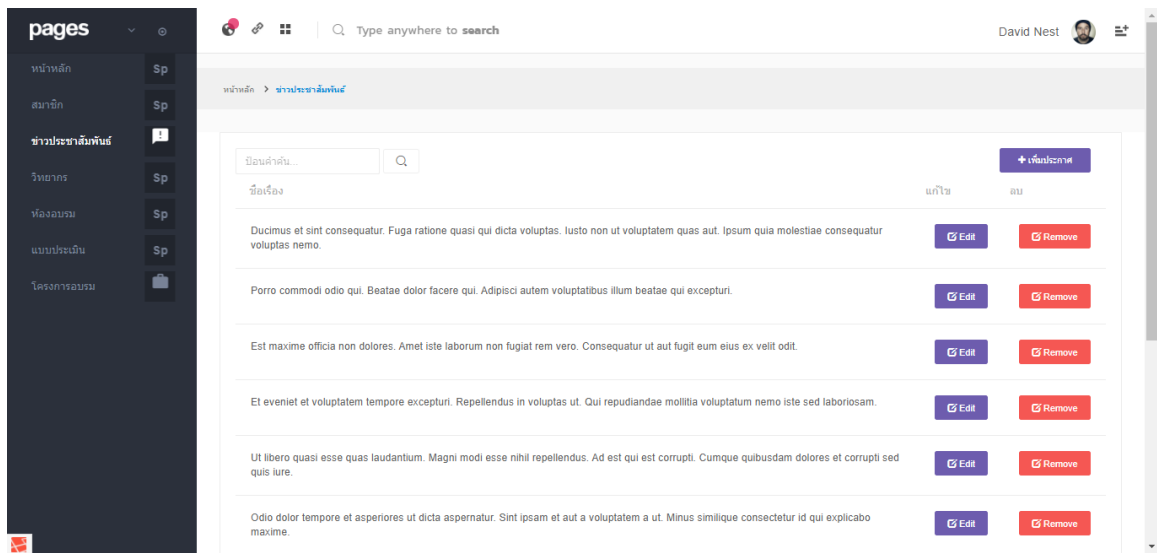 pages
Type anywhere to search
David Nest
หน้าหลัก Sp
สมาชิก Sp
ข่าวประชาสัมพันธ์
วิทยากร Sp
ห้องอบรม Sp
แบบประเมิน Sp
โครงการอบรม
หน้าหลัก > ข่าวประชาสัมพันธ์
ป้อนคำค้น...
+ เพิ่มประกาศ
ชื่อเรื่อง แก้ไข ลบ
Ducimus et sint consequatur. Fuga ratione quasi qui dicta voluptas. Iusto non ut voluptatem quas aut. Ipsum quia molestiae consequatur
voluptas nemo.
Edit Remove
Porro commodi odio qui. Beatae dolor facere qui. Adipisci autem voluptatibus illum beatae qui excepturi.
Edit Remove
Est maxime officia non dolores. Amet iste laborum non fugiat rem vero. Consequatur ut aut fugit eum eius ex velit odit.
Edit Remove
Et eveniet et voluptatem tempore excepturi. Repellendus in voluptas ut. Qui repudiandae mollitia voluptatum nemo iste sed laboriosam.
Edit Remove
Ut libero quasi esse quas laudantium. Magni modi esse nihil repellendus. Ad est qui est corrupti. Cumque quibusdam dolores et corrupti sed
quis iure.
Edit Remove
Odio dolor tempore et asperiores ut dicta aspernatur. Sint ipsam et aut a voluptatem a ut. Minus similique consectetur id qui explicabo
maxime.
Edit Remove